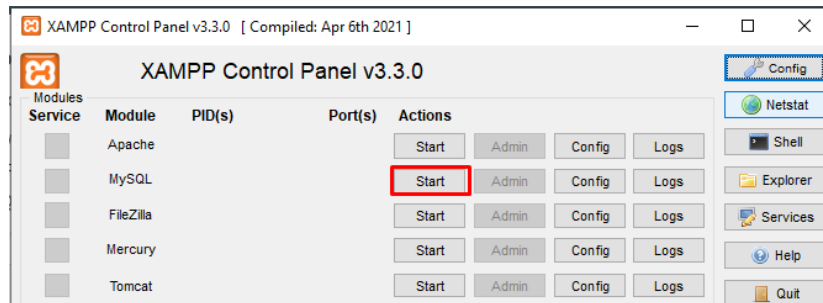 XAMPP Control Panel v3.3.0 [ Compiled: Apr 6th 2021 ]
XAMPP Control Panel v3.3.0
Modules
Service Module PID(s) Port(s) Actions
Apache Start Admin Config Logs
MySQL Start Admin Config Logs
FileZilla Start Admin Config Logs
Mercury Start Admin Config Logs
Tomcat Start Admin Config Logs
Config
Netstat
Shell
Explorer
Services
Help
Quit